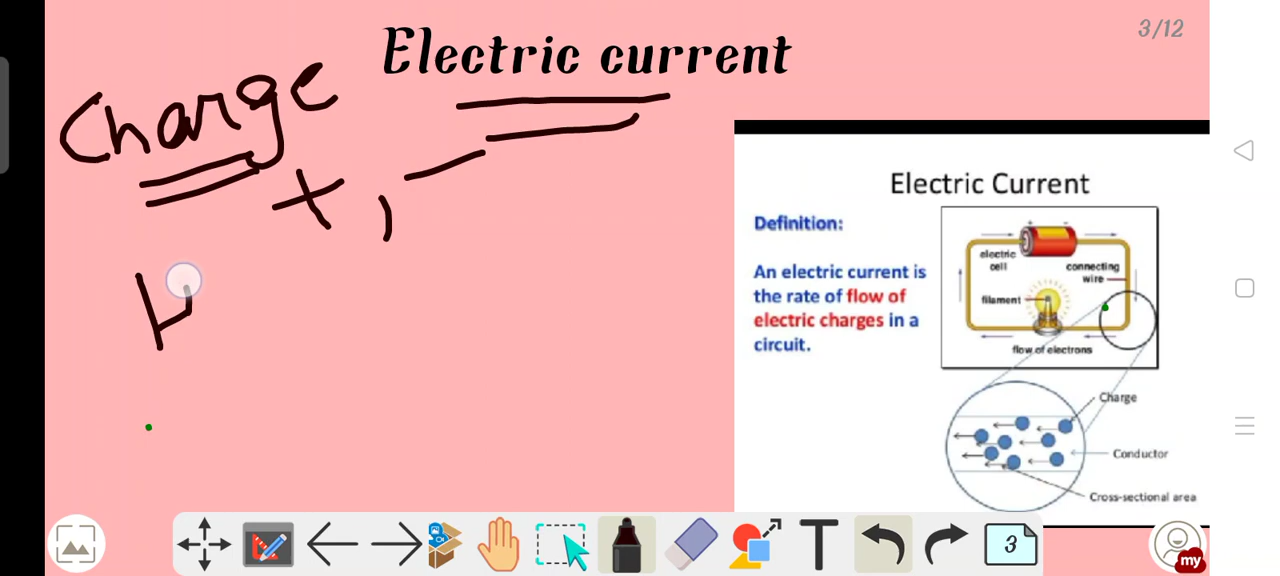 3/12
Electric current
Charge
+, −
Electric Current
Definition:
An electric current is
the rate of flow of
electric charges in a
circuit.
electric
cell
connecting
wire
filament
flow of electrons
Charge
Conductor
Cross-sectional area
T
3
my